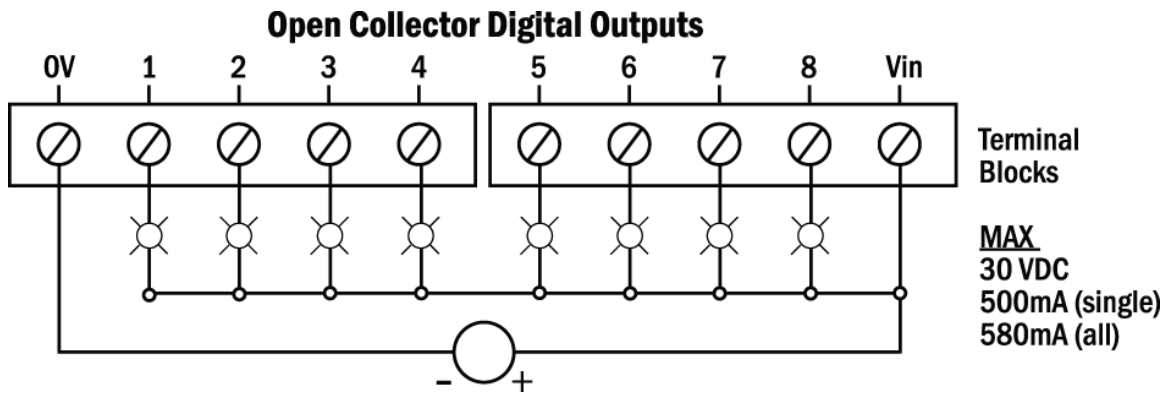 Open Collector Digital Outputs
0V 1 2 3 4 5 6 7 8 Vin
Terminal
Blocks
MAX
30 VDC
500mA (single)
580mA (all)
- +